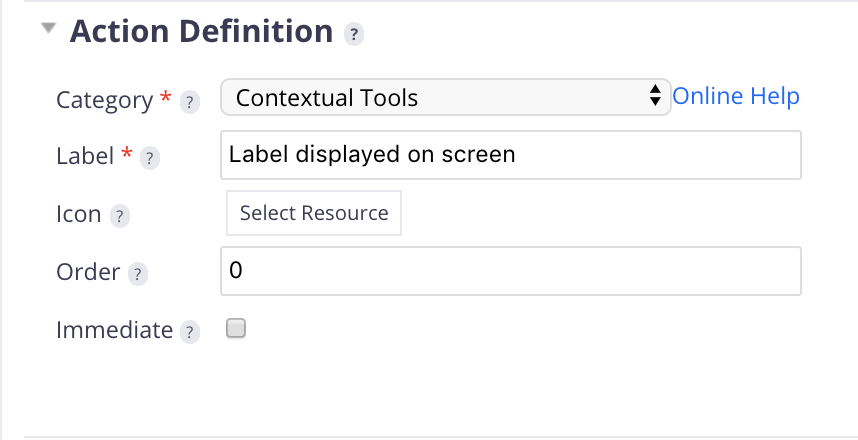 Action Definition ?
Category * ? Contextual Tools Online Help
Label * ? Label displayed on screen
Icon ? Select Resource
Order ? 0
Immediate ?